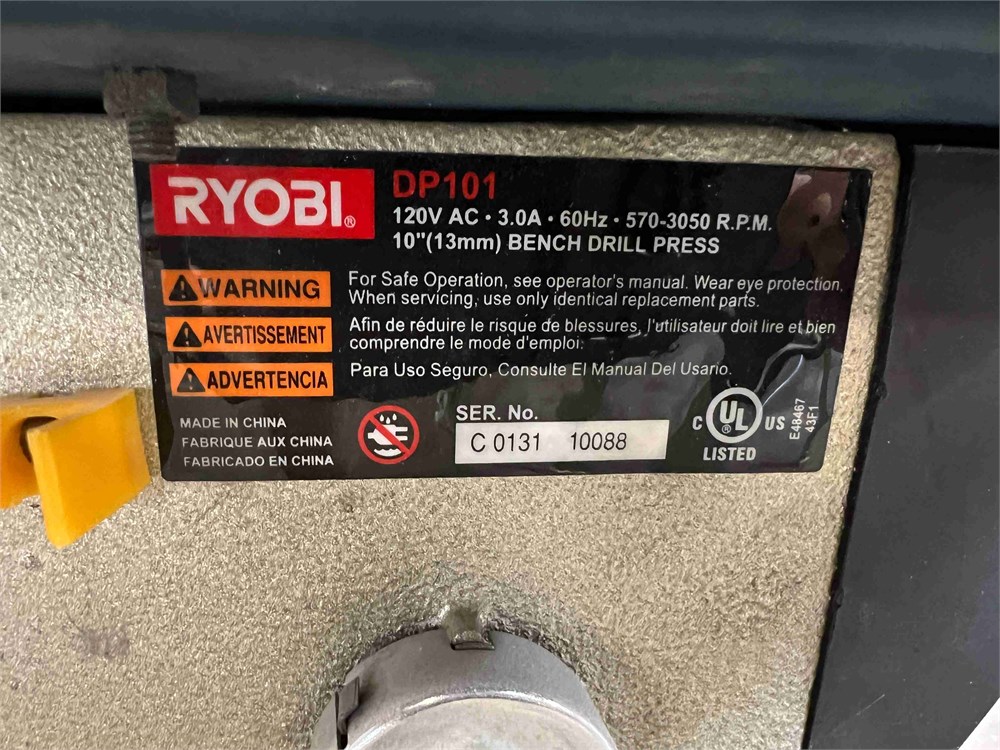 RYOBI®
DP101
120V AC • 3.0A • 60Hz • 570-3050 R.P.M.
10"(13mm) BENCH DRILL PRESS
WARNING
For Safe Operation, see operator's manual. Wear eye protection.
When servicing, use only identical replacement parts.
AVERTISSEMENT
Afin de réduire le risque de blessures, l'utilisateur doit lire et bien
comprendre le mode d'emploi.
ADVERTENCIA
Para Uso Seguro, Consulte El Manual Del Usario.
MADE IN CHINA
FABRIQUE AUX CHINA
FABRICADO EN CHINA
SER. No.
C 0131 10088
C UL® US
LISTED
E48467
43F1